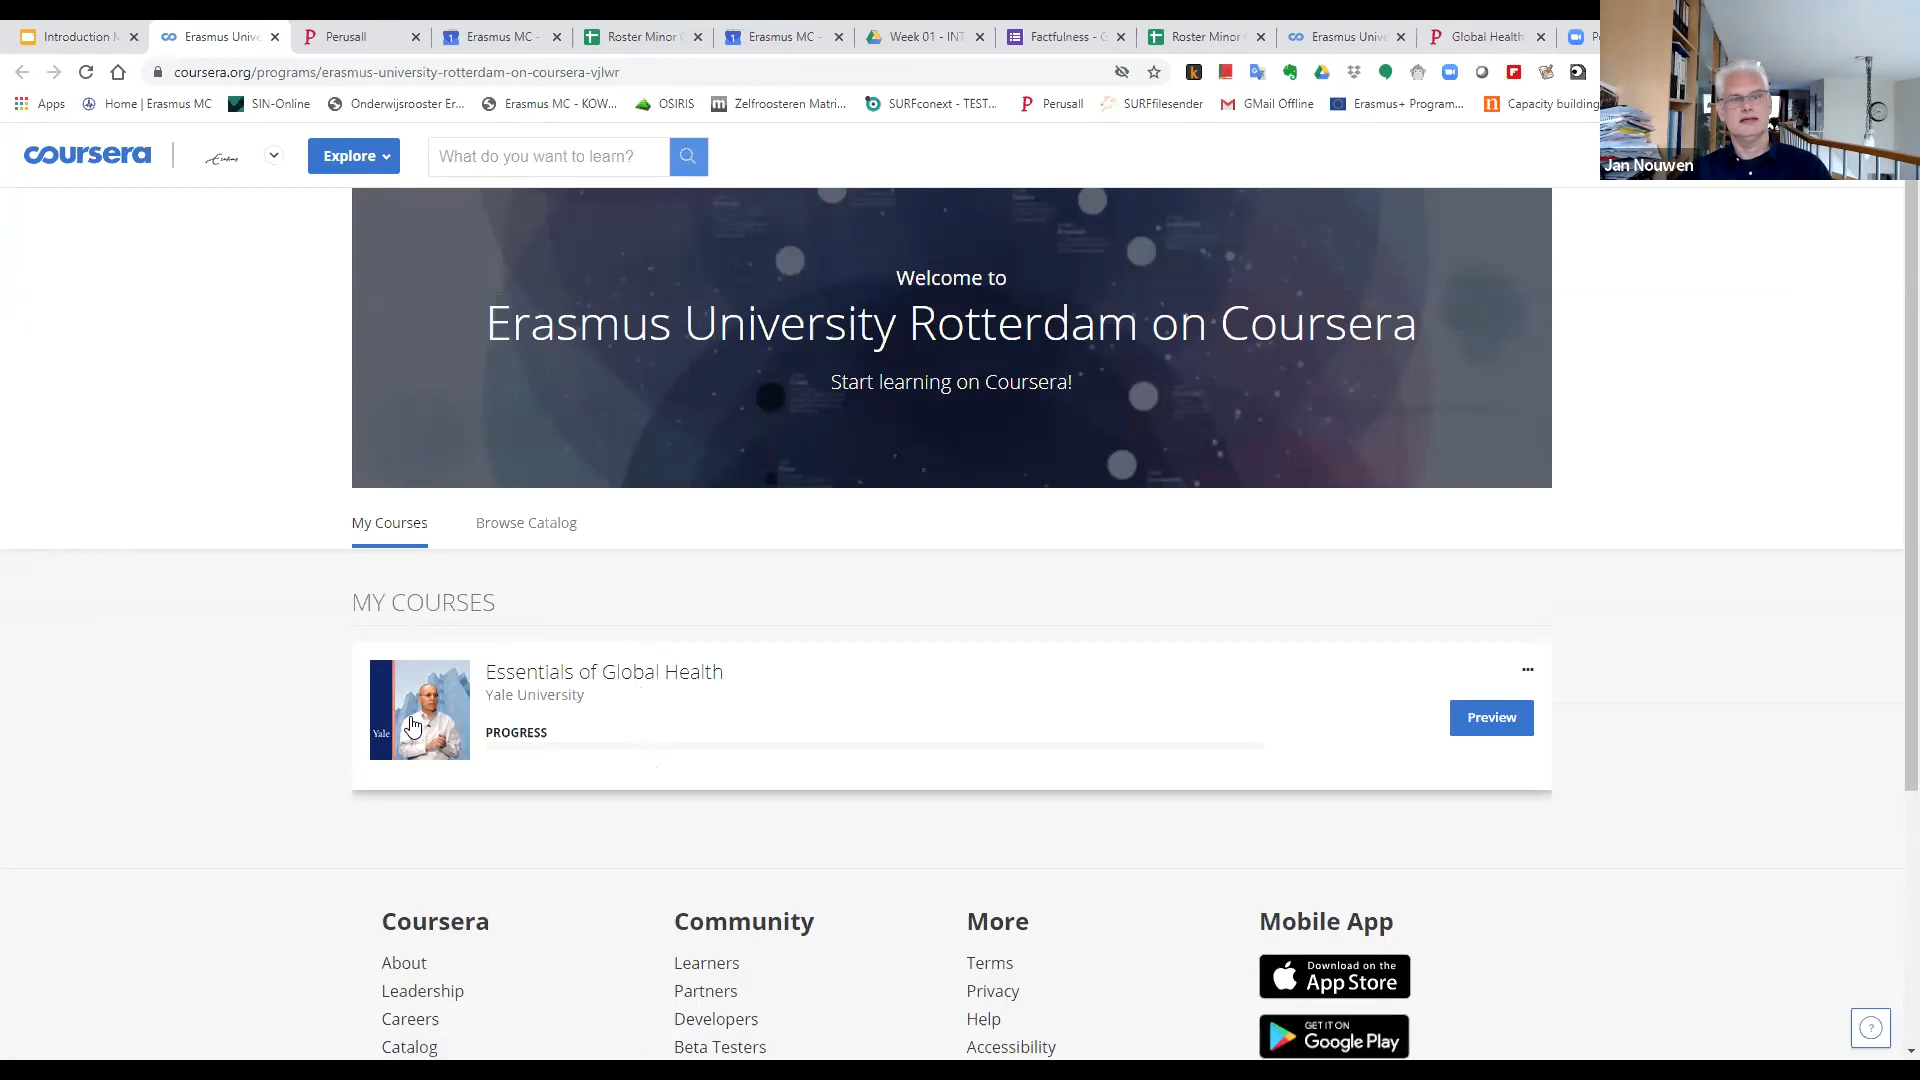 Introduction
Erasmus Unive
Perusall
Erasmus MC -
Roster Minor
Erasmus MC -
Week 01 - INT
Factfulness - G
Roster Minor
Erasmus Unive
Global Health
coursera.org/programs/erasmus-university-rotterdam-on-coursera-vjlwr
Apps
Home | Erasmus MC
SIN-Online
Onderwijsrooster Er...
Erasmus MC - KOW...
OSIRIS
Zelfroosteren Matri...
SURFconext - TEST...
Perusall
SURFfilesender
GMail Offline
Erasmus+ Program...
Capacity building
Jan Nouwen
coursera
Erasmus
Explore
What do you want to learn?
Welcome to
Erasmus University Rotterdam on Coursera
Start learning on Coursera!
My Courses
Browse Catalog
MY COURSES
Essentials of Global Health
Yale University
Yale
PROGRESS
Preview
Coursera
Community
More
Mobile App
About
Learners
Terms
Download on the
App Store
Leadership
Partners
Privacy
Careers
Developers
Help
GET IT ON
Google Play
Catalog
Beta Testers
Accessibility